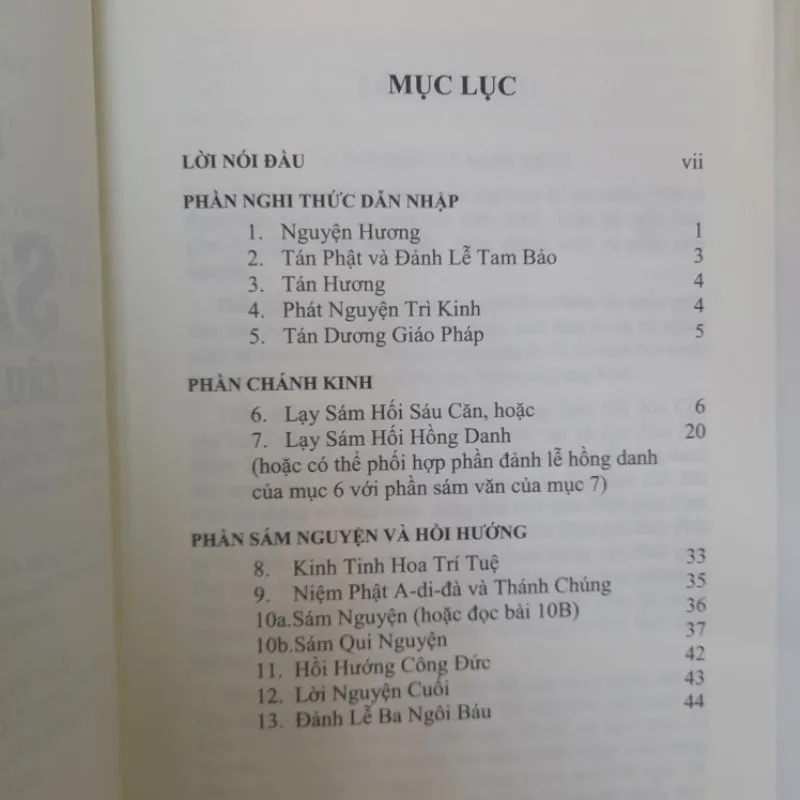 MỤC LỤC
LỜI NÓI ĐẦU vii
PHẦN NGHI THỨC DẪN NHẬP
1. Nguyện Hương 1
2. Tán Phật và Đảnh Lễ Tam Bảo 3
3. Tán Hương 4
4. Phát Nguyện Trì Kinh 4
5. Tán Dương Giáo Pháp 5
PHẦN CHÁNH KINH
6. Lạy Sám Hối Sáu Căn, hoặc 6
7. Lạy Sám Hối Hồng Danh 20
(hoặc có thể phối hợp phần đảnh lễ hồng danh
của mục 6 với phần sám văn của mục 7)
PHẦN SÁM NGUYỆN VÀ HỒI HƯỚNG
8. Kinh Tinh Hoa Trí Tuệ 33
9. Niệm Phật A-di-đà và Thánh Chúng 35
10a.Sám Nguyện (hoặc đọc bài 10B) 36
10b.Sám Qui Nguyện 37
11. Hồi Hướng Công Đức 42
12. Lời Nguyện Cuối 43
13. Đảnh Lễ Ba Ngôi Báu 44